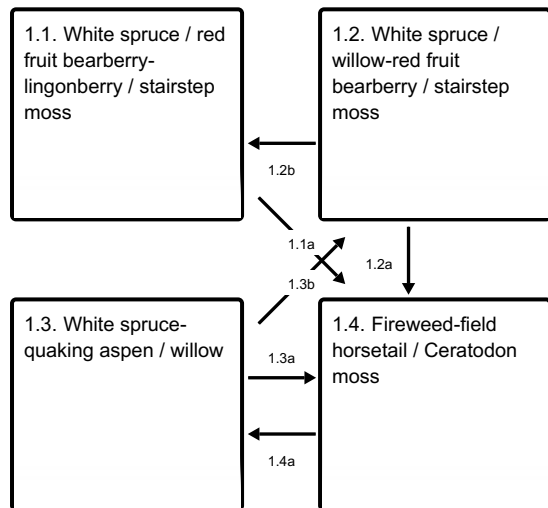 1.1. White spruce / red
fruit bearberry-
lingonberry / stairstep
moss
1.2. White spruce /
willow-red fruit
bearberry / stairstep
moss
1.2b
1.1a
1.2a
1.3b
1.3. White spruce-
quaking aspen / willow
1.3a
1.4a
1.4. Fireweed-field
horsetail / Ceratodon
moss